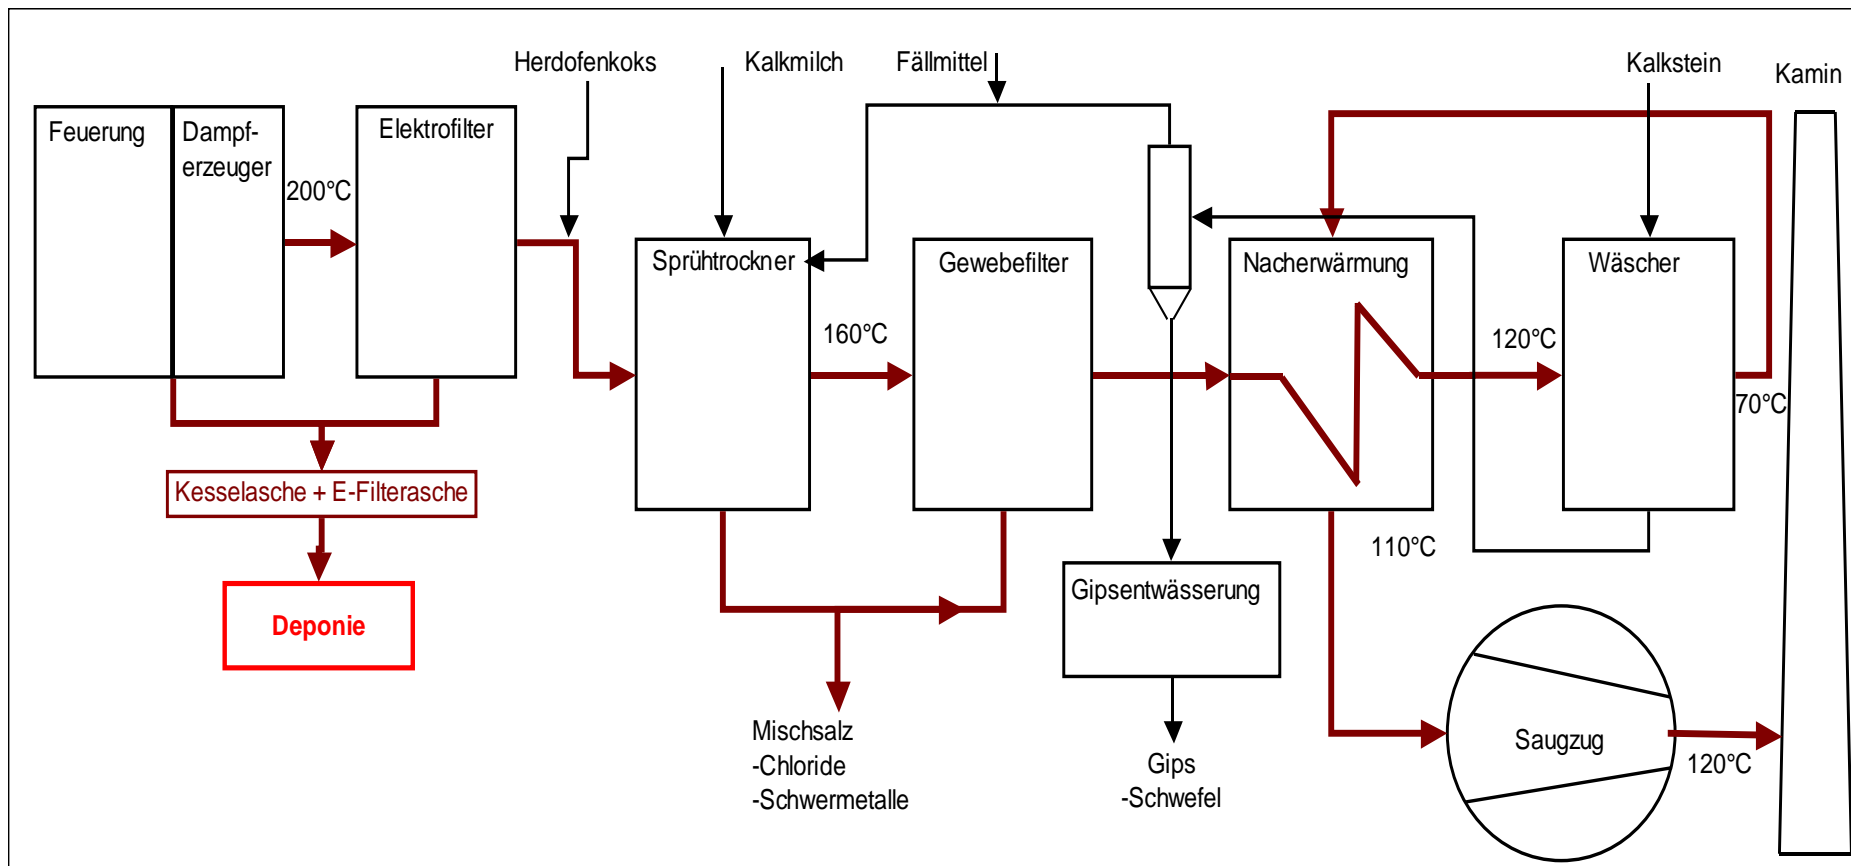 Herdofenkoks
Kalkmilch
Fällmittel
Kalkstein
Kamin
Feuerung
Dampf-
erzeuger
200°C
Elektrofilter
Sprühtrockner
160°C
Gewebefilter
Nacherwärmung
120°C
Wäscher
70°C
Kesselasche + E-Filterasche
Deponie
110°C
Gipsentwässerung
Mischsalz
-Chloride
-Schwermetalle
Gips
-Schwefel
Saugzug
120°C